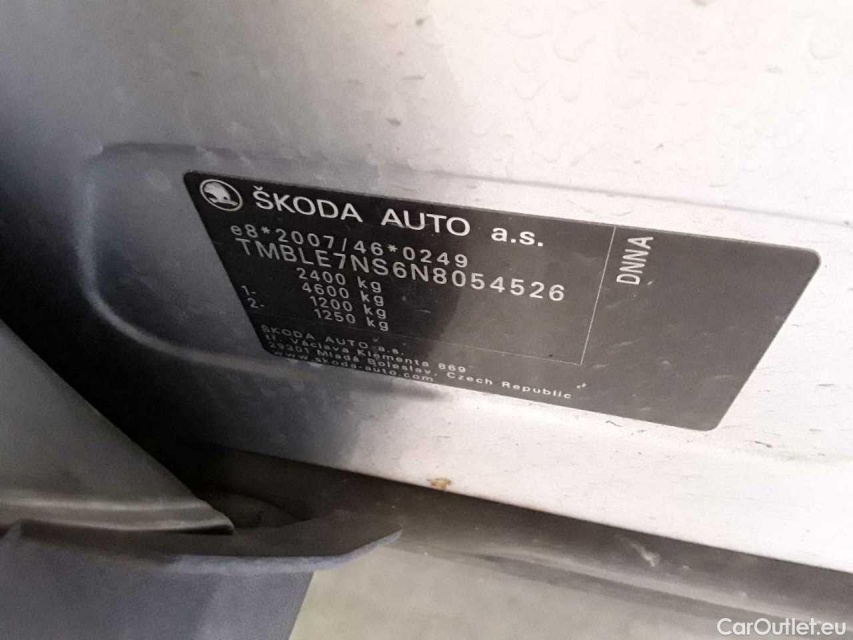 ŠKODA AUTO a.s.
e8*2007/46*0249
TMBLE7NS6N8054526
2400 kg
4600 kg
1- 1200 kg
2- 1250 kg
ŠKODA AUTO a.s.
tř. Václava Klementa 869
29301 Mladá Boleslav, Czech Republic
www.skoda-auto.com
DNNA
CarOutlet.eu